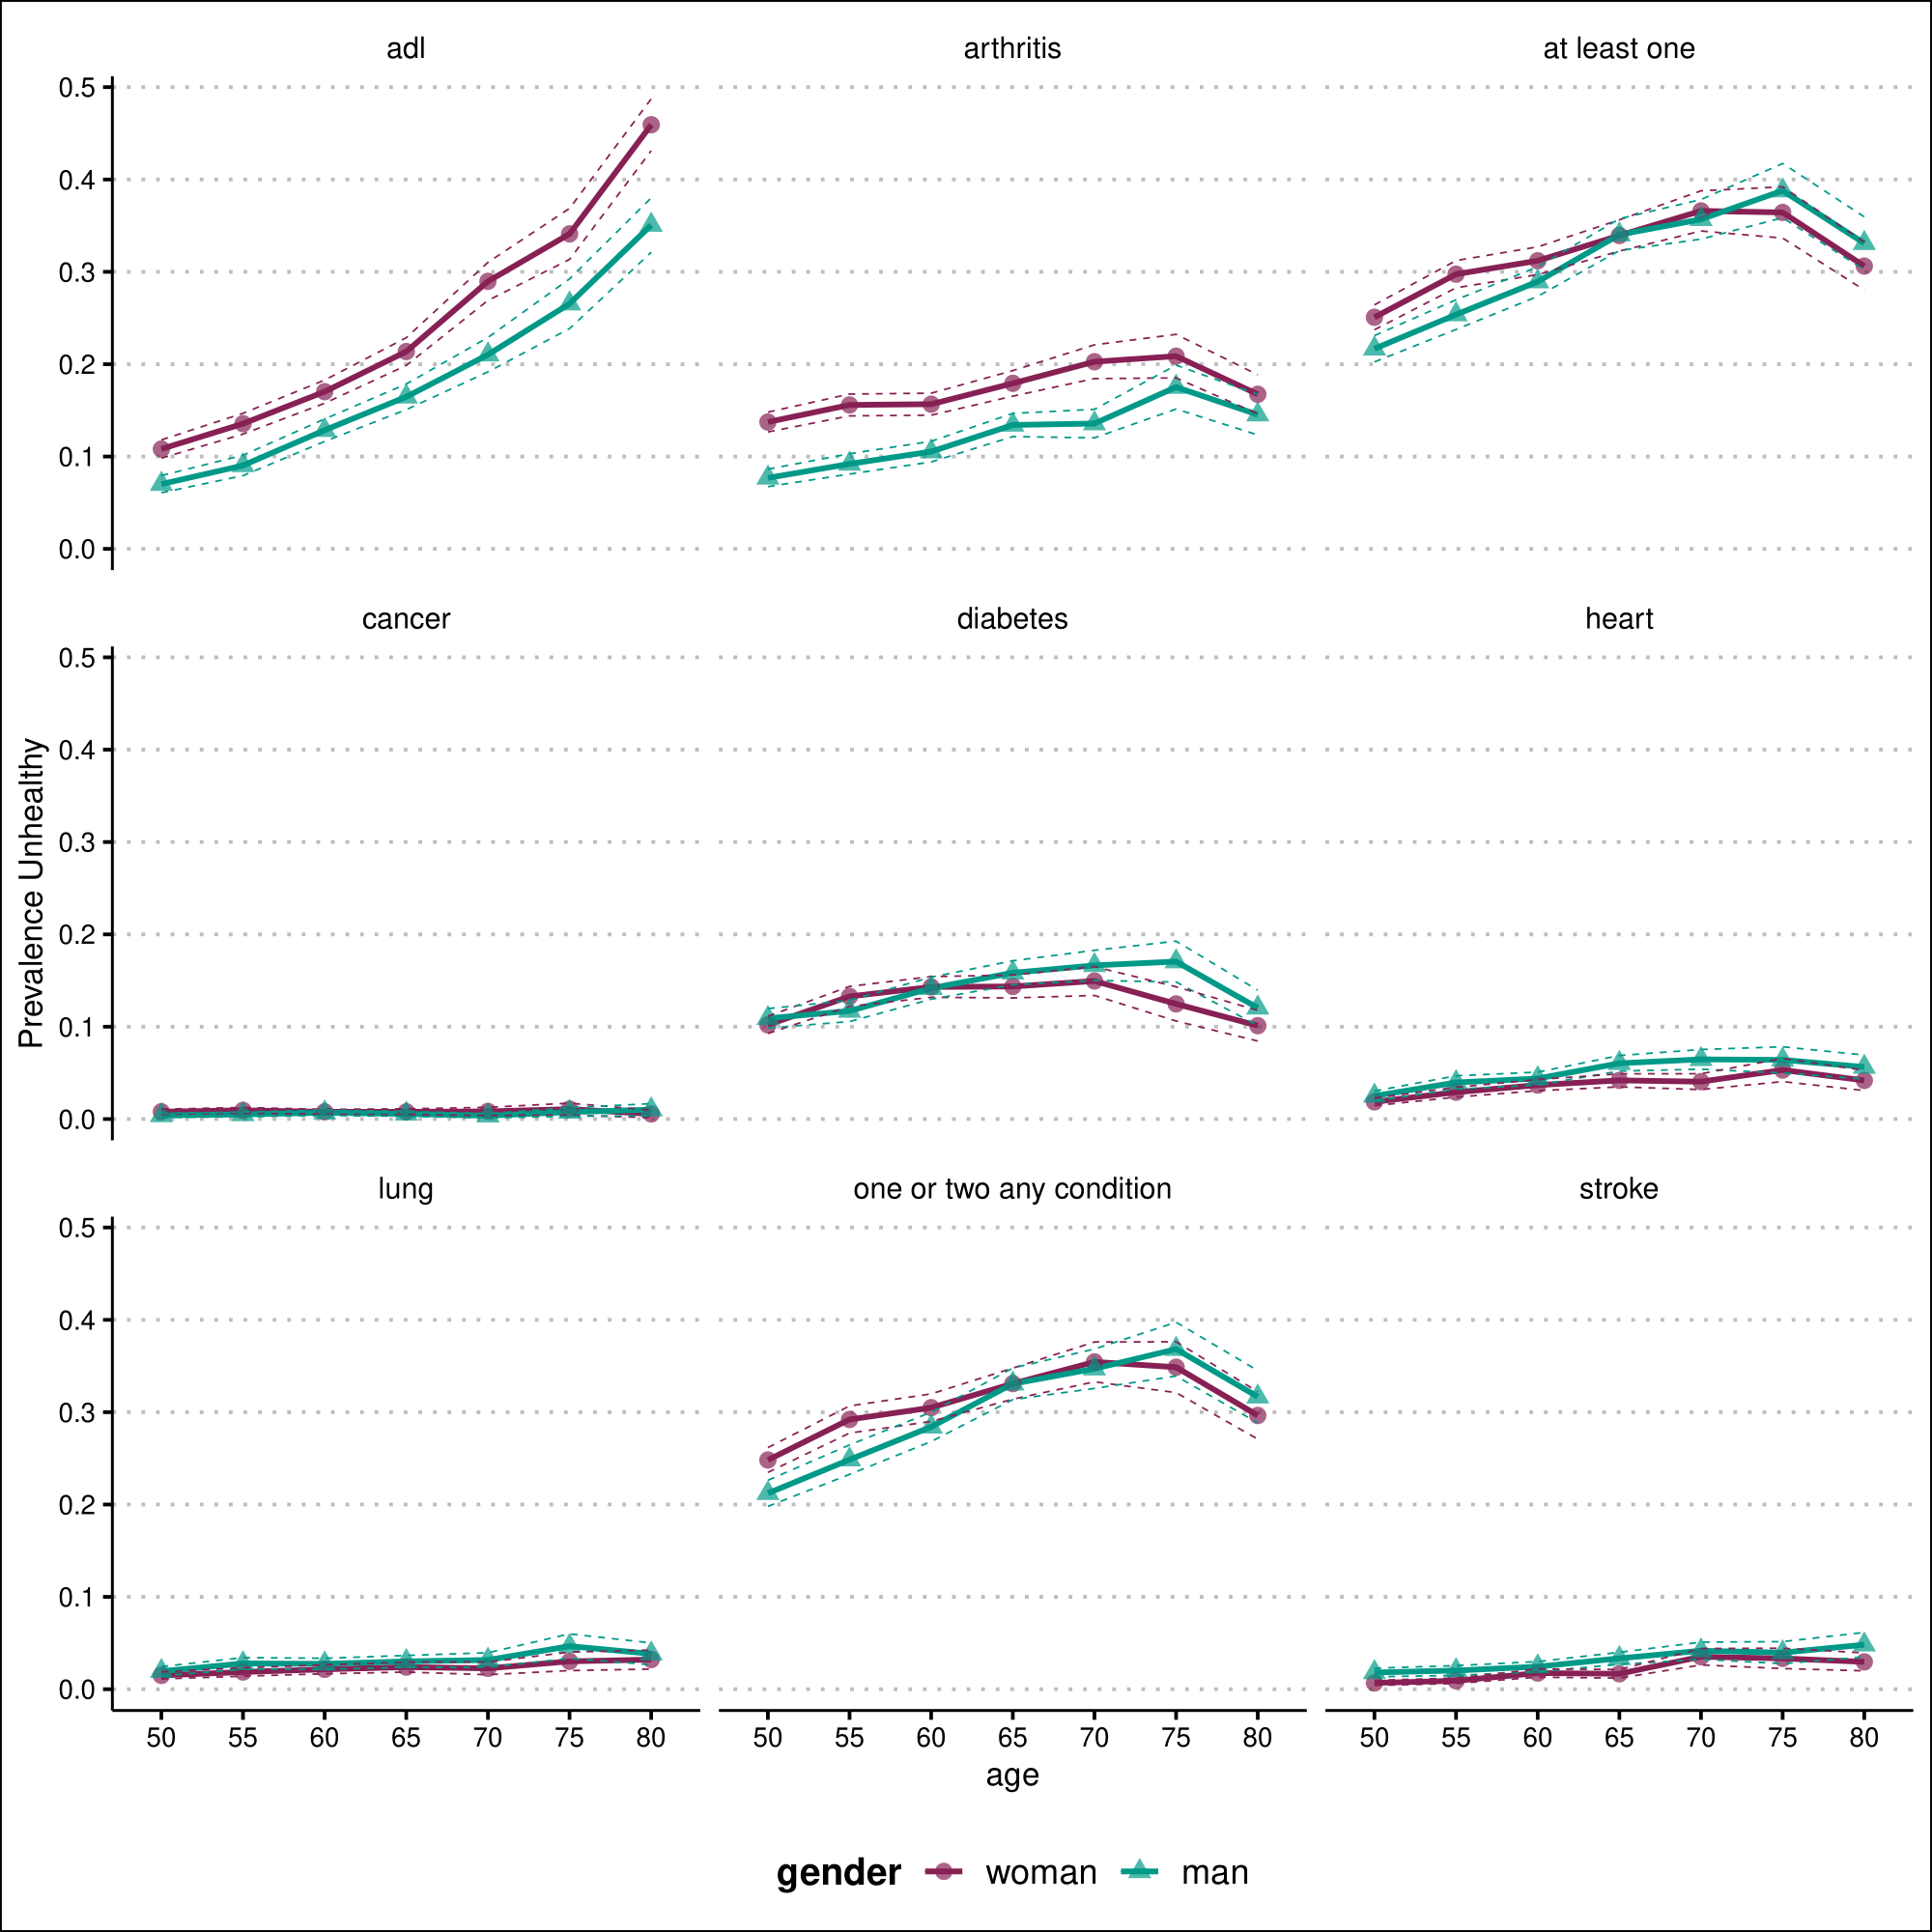 adl arthritis at least one
0.5
0.4
0.3
0.2
0.1
0.0
cancer diabetes heart
0.5
0.4
0.3
0.2
0.1
0.0
Prevalence Unhealthy
lung one or two any condition stroke
0.5
0.4
0.3
0.2
0.1
0.0
50 55 60 65 70 75 80 50 55 60 65 70 75 80 50 55 60 65 70 75 80
age
gender woman man